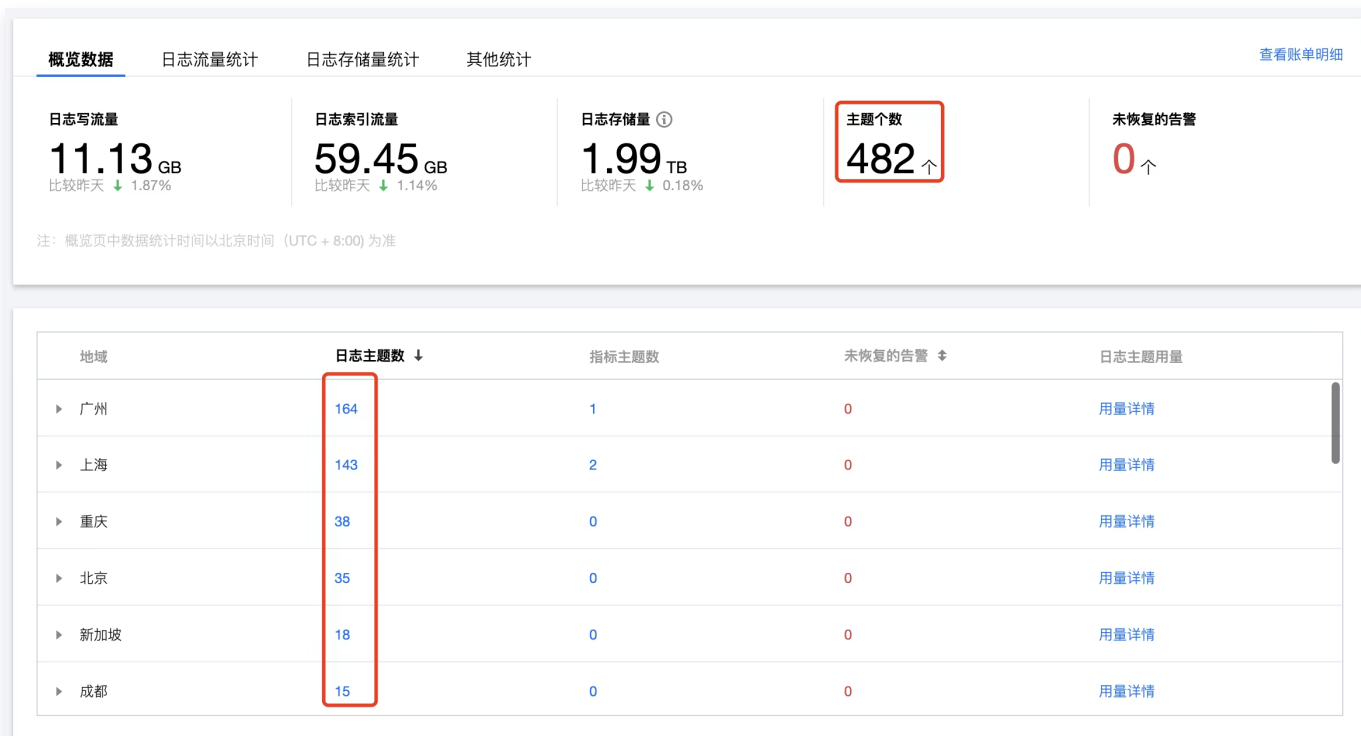 概览数据 日志流量统计 日志存储量统计 其他统计 查看账单明细
日志写流量 日志索引流量 日志存储量 主题个数 未恢复的告警
11.13 GB 59.45 GB 1.99 TB 482 个 0 个
比较昨天 ↓ 1.87% 比较昨天 ↓ 1.14% 比较昨天 ↓ 0.18%
注：概览页中数据统计时间以北京时间（UTC + 8:00) 为准
地域 日志主题数 ↓ 指标主题数 未恢复的告警 日志主题用量
广州 164 1 0 用量详情
上海 143 2 0 用量详情
重庆 38 0 0 用量详情
北京 35 0 0 用量详情
新加坡 18 0 0 用量详情
成都 15 0 0 用量详情